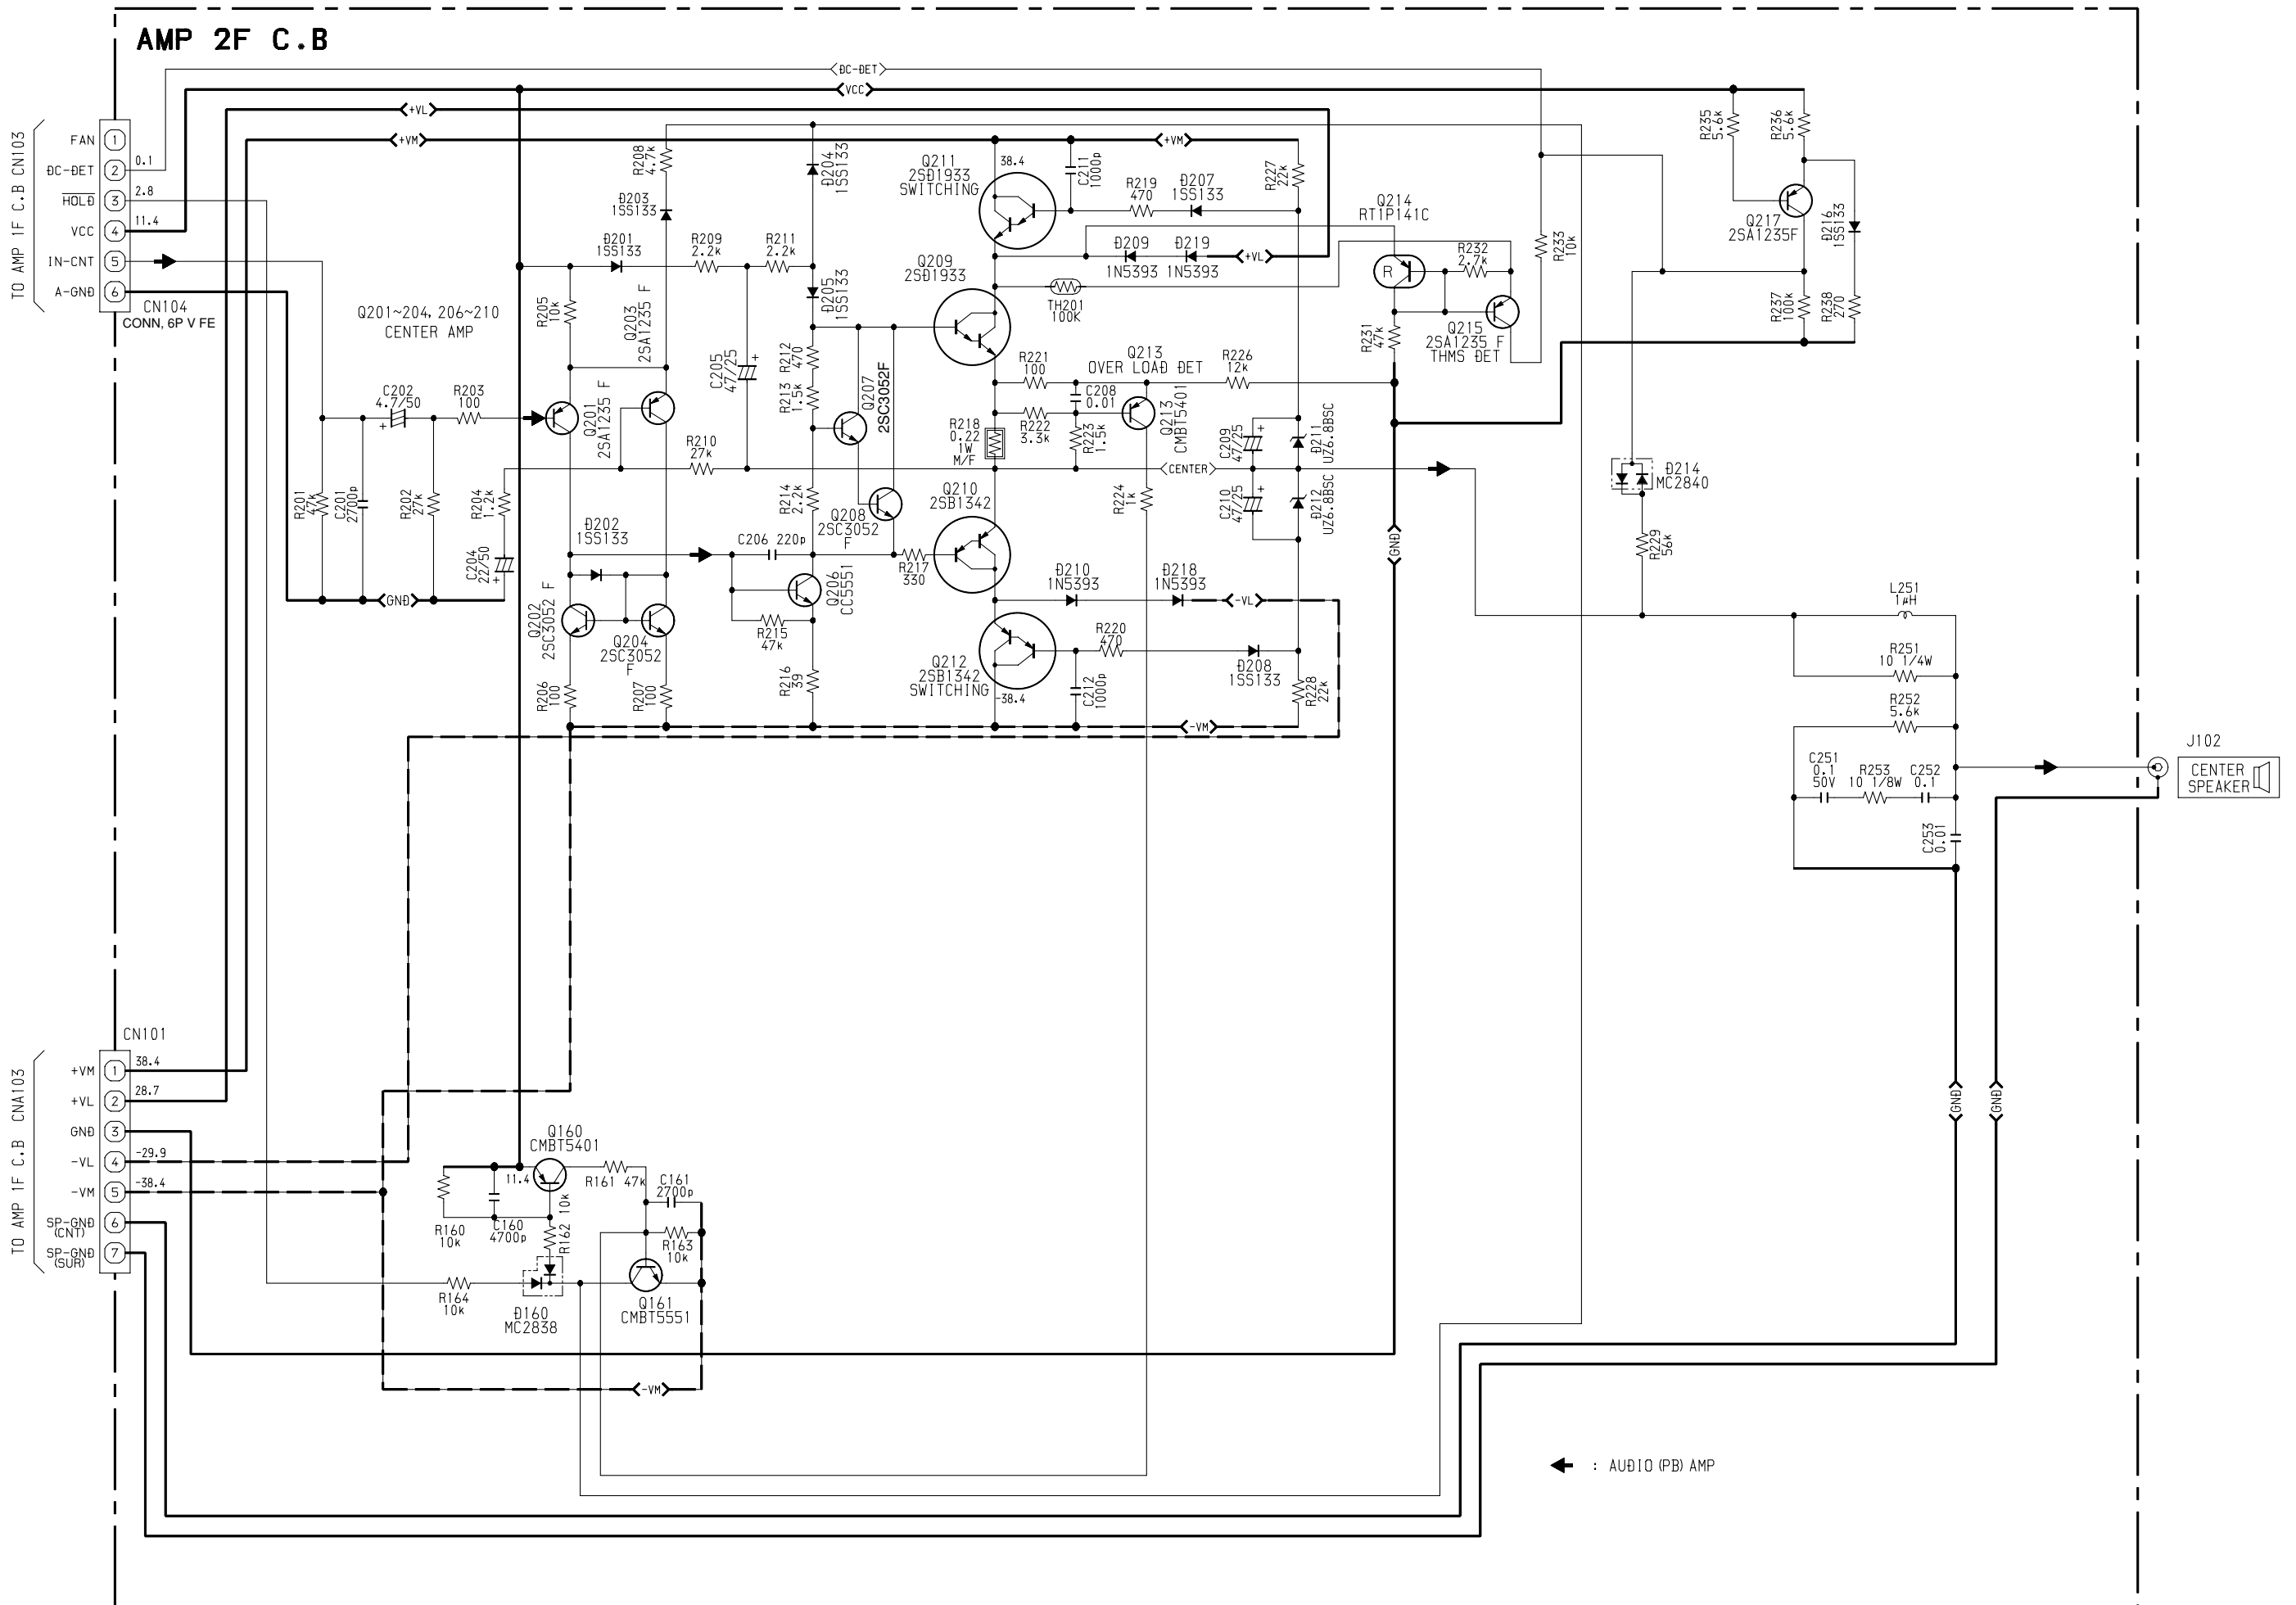 AMP 2F C.B
<DC-DET>
<VCC>
<+VL>
<+VM>
<+VM>
TO AMP 1F C.B CN103
FAN 1
DC-DET 2 0.1
HOLD 3 2.8
VCC 4 11.4
IN-CNT 5
A-GND 6
CN104
CONN, 6P V FE
Q201~204, 206~210
CENTER AMP
R208
4.7k
D203
1SS133
D204
1SS133
D201
1SS133
R209
2.2k
R211
2.2k
D205
1SS133
R205
10k
Q203
2SA1235 F
C205
47/25
R212
470
R213
1.5k
Q207
2SC3052F
Q211
2SD1933
SWITCHING
38.4
C211
1000p
R219
470
D207
1SS133
R227
22k
Q209
2SD1933
D209
1N5393
D219
1N5393
<+VL>
TH201
100K
Q214
RT1P141C
R
R232
2.7k
R233
10k
Q215
2SA1235 F
THMS DET
R231
47k
R235
5.6k
R236
5.6k
Q217
2SA1235F
D216
1SS133
R237
100k
R238
270
C202
4.7/50
+
R203
100
Q201
2SA1235 F
R210
27k
R221
100
Q213
OVER LOAD DET
R226
12k
C208
0.01
R222
3.3k
R223
1.5k
Q213
CMBT5401
R218
0.22
1W
M/F
<CENTER>
C209
47/25
+
D211
UZ6.8BSC
C210
47/25
+
D212
UZ6.8BSC
D214
MC2840
R229
56k
R201
47k
C201
2700p
R202
27k
R204
1.2k
C204
22/50
+
<GND>
D202
1SS133
C206 220p
R214
2.2k
Q208
2SC3052
F
Q210
2SB1342
R217
330
R224
1k
<GND>
Q206
CC5551
Q202
2SC3052 F
Q204
2SC3052
F
R215
47k
R216
39
R206
100
R207
100
D210
1N5393
D218
1N5393
<-VL>
Q212
2SB1342
SWITCHING
-38.4
R220
470
C212
1000p
D208
1SS133
R228
22k
<-VM>
L251
1μH
R251
10 1/4W
R252
5.6k
C251
0.1
50V
R253
10 1/8W
C252
0.1
C253
0.01
J102
CENTER
SPEAKER
<GND>
<GND>
CN101
TO AMP 1F C.B CNA103
+VM 1 38.4
+VL 2 28.7
GND 3
-VL 4 -29.9
-VM 5 -38.4
SP-GND 6
(CNT)
SP-GND 7
(SUR)
Q160
CMBT5401
11.4
R161 47k
C161
2700p
R160
10k
C160
4700p
R162 10k
R163
10k
R164
10k
D160
MC2838
Q161
CMBT5551
<-VM>
: AUDIO (PB) AMP